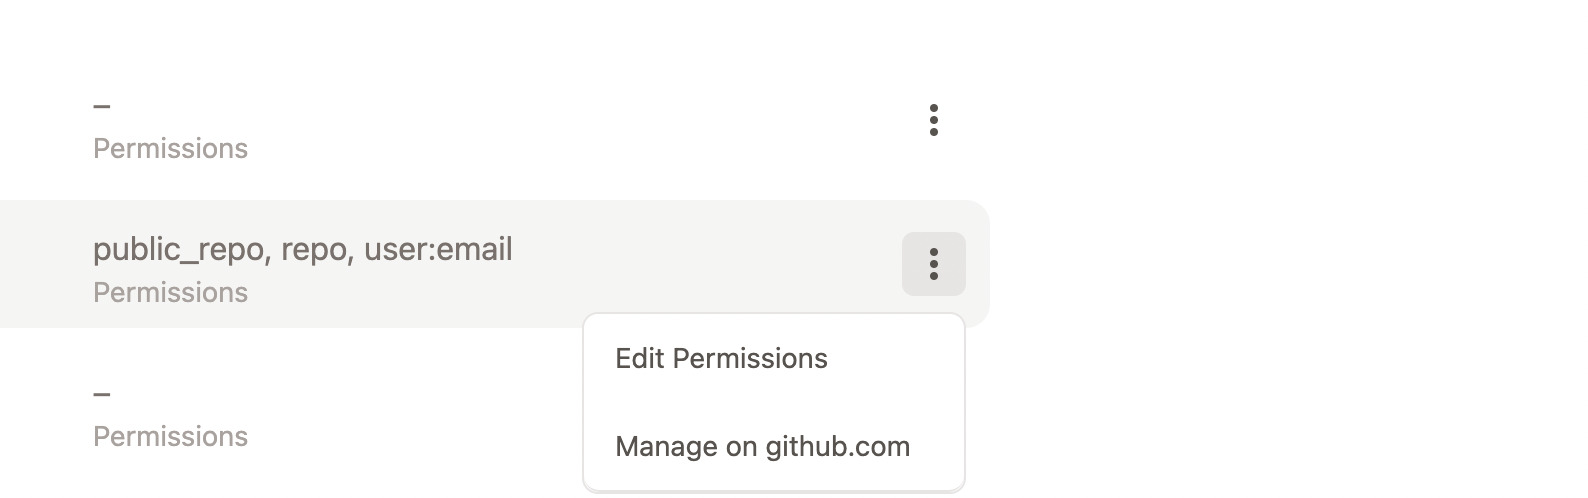 –
Permissions
public_repo, repo, user:email
Permissions
Edit Permissions
–
Permissions
Manage on github.com